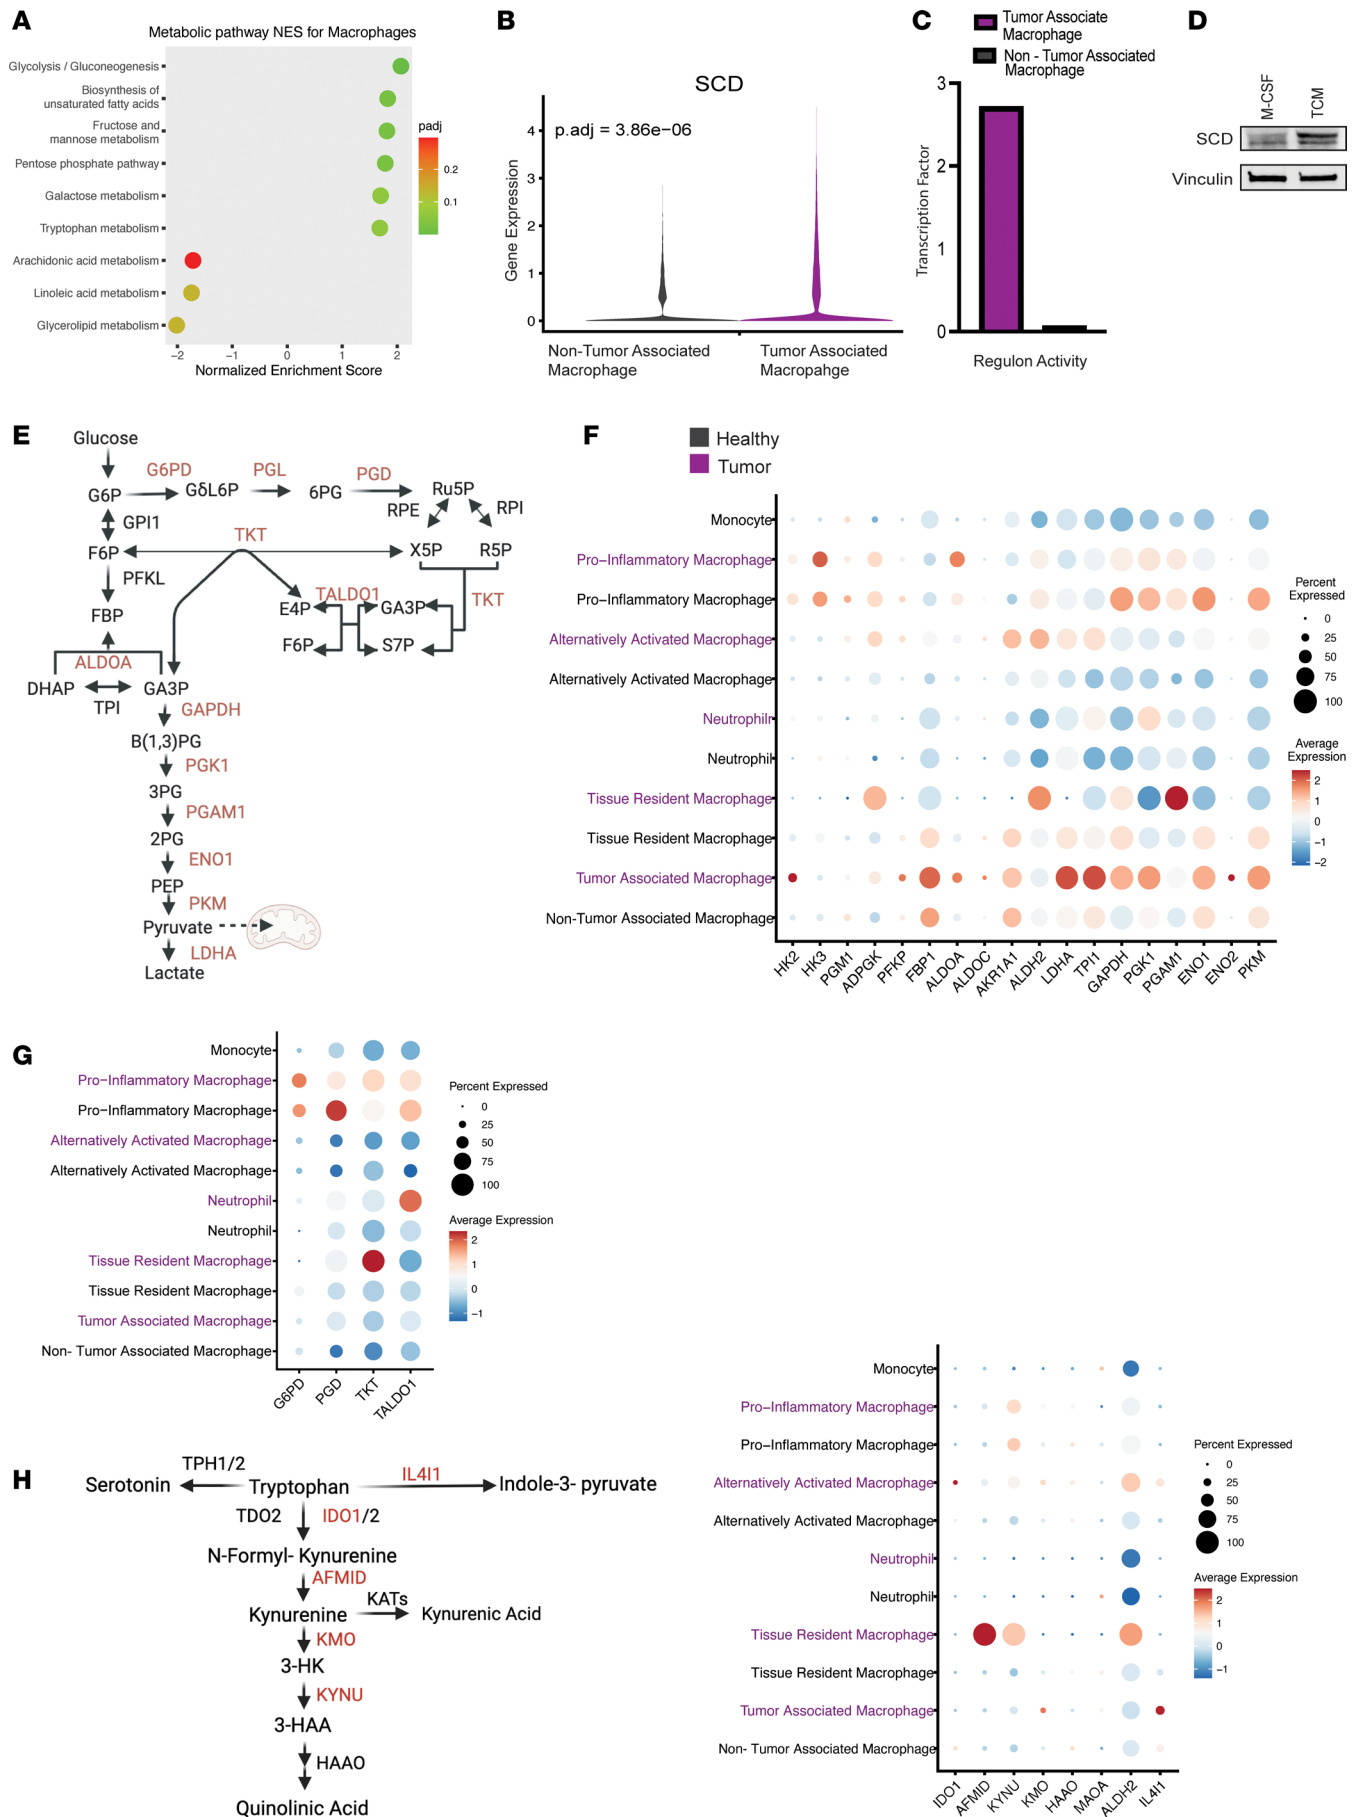 A
Metabolic pathway NES for Macrophages
Glycolysis / Gluconeogenesis
Biosynthesis of
unsaturated fatty acids
Fructose and
mannose metabolism
Pentose phosphate pathway
Galactose metabolism
Tryptophan metabolism
Arachidonic acid metabolism
Linoleic acid metabolism
Glycerolipid metabolism
−2 −1 0 1 2
Normalized Enrichment Score
padj
0.2
0.1
B
SCD
p.adj = 3.86e−06
Gene Expression
4
3
2
1
0
Non-Tumor Associated
Macrophage
Tumor Associated
Macropahge
C
Tumor Associate
Macrophage
Non - Tumor Associated
Macrophage
Transcription Factor
3
2
1
0
Regulon Activity
D
M-CSF
TCM
SCD
Vinculin
E
Glucose
G6PD PGL PGD
G6P GδL6P 6PG Ru5P
RPE RPI
GPI1
TKT
F6P X5P R5P
PFKL
TALDO1 TKT
FBP E4P GA3P
F6P S7P
ALDOA
DHAP GA3P
TPI
GAPDH
B(1,3)PG
PGK1
3PG
PGAM1
2PG
ENO1
PEP
PKM
Pyruvate
LDHA
Lactate
F
Healthy
Tumor
Monocyte
Pro−Inflammatory Macrophage
Pro−Inflammatory Macrophage
Alternatively Activated Macrophage
Alternatively Activated Macrophage
Neutrophilr
Neutrophil
Tissue Resident Macrophage
Tissue Resident Macrophage
Tumor Associated Macrophage
Non-Tumor Associated Macrophage
HK2 HK3 PGM1 ADPGK PFKP FBP1 ALDOA ALDOC AKR1A1 ALDH2 LDHA TPI1 GAPDH PGK1 PGAM1 ENO1 ENO2 PKM
Percent
Expressed
0
25
50
75
100
Average
Expression
2
1
0
−1
−2
G
Monocyte
Pro−Inflammatory Macrophage
Pro−Inflammatory Macrophage
Alternatively Activated Macrophage
Alternatively Activated Macrophage
Neutrophil
Neutrophil
Tissue Resident Macrophage
Tissue Resident Macrophage
Tumor Associated Macrophage
Non- Tumor Associated Macrophage
G6PD PGD TKT TALDO1
Percent Expressed
0
25
50
75
100
Average Expression
2
1
0
−1
H
TPH1/2 IL4I1
Serotonin Tryptophan Indole-3- pyruvate
TDO2 IDO1/2
N-Formyl- Kynurenine
AFMID
KATs
Kynurenine Kynurenic Acid
KMO
3-HK
KYNU
3-HAA
HAAO
Quinolinic Acid
Monocyte
Pro−Inflammatory Macrophage
Pro−Inflammatory Macrophage
Alternatively Activated Macrophage
Alternatively Activated Macrophage
Neutrophil
Neutrophil
Tissue Resident Macrophage
Tissue Resident Macrophage
Tumor Associated Macrophage
Non- Tumor Associated Macrophage
IDO1 AFMID KYNU KMO HAAO MAOA ALDH2 IL4I1
Percent Expressed
0
25
50
75
100
Average Expression
2
1
0
−1